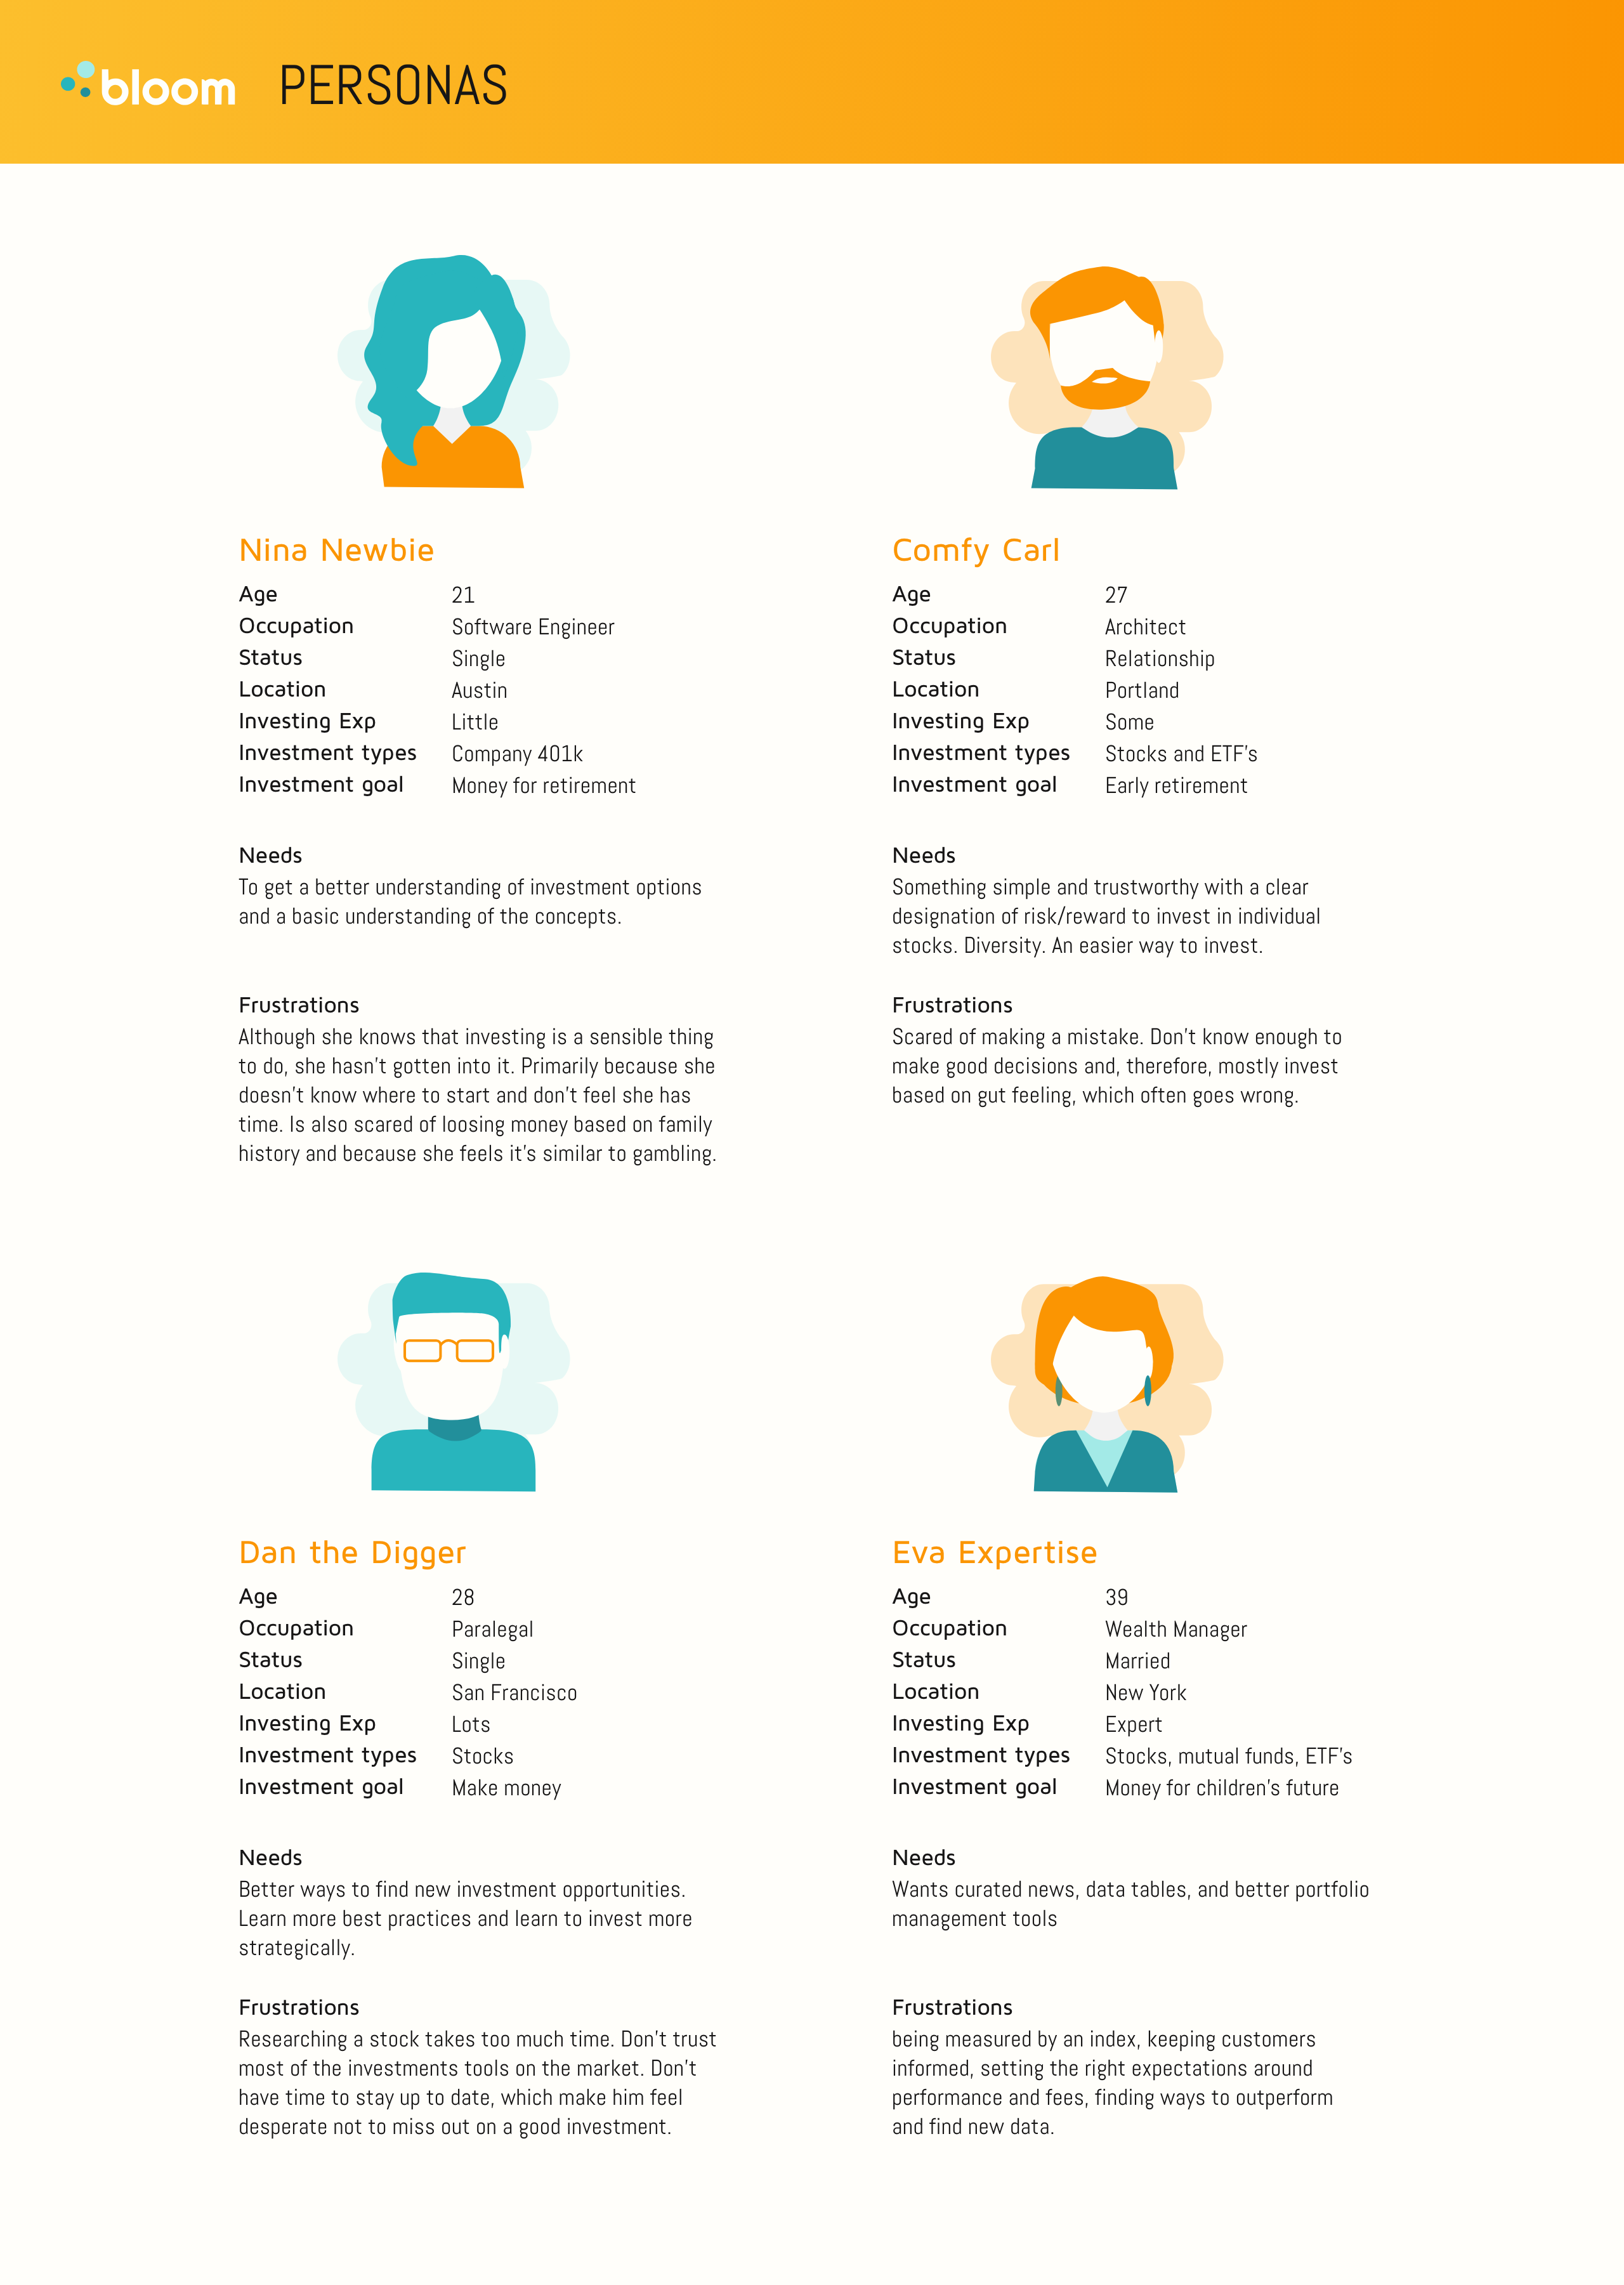 bloom PERSONAS
Nina Newbie
Age 21
Occupation Software Engineer
Status Single
Location Austin
Investing Exp Little
Investment types Company 401k
Investment goal Money for retirement
Needs
To get a better understanding of investment options
and a basic understanding of the concepts.
Frustrations
Although she knows that investing is a sensible thing
to do, she hasn't gotten into it. Primarily because she
doesn't know where to start and don't feel she has
time. Is also scared of loosing money based on family
history and because she feels it's similar to gambling.
Comfy Carl
Age 27
Occupation Architect
Status Relationship
Location Portland
Investing Exp Some
Investment types Stocks and ETF's
Investment goal Early retirement
Needs
Something simple and trustworthy with a clear
designation of risk/reward to invest in individual
stocks. Diversity. An easier way to invest.
Frustrations
Scared of making a mistake. Don't know enough to
make good decisions and, therefore, mostly invest
based on gut feeling, which often goes wrong.
Dan the Digger
Age 28
Occupation Paralegal
Status Single
Location San Francisco
Investing Exp Lots
Investment types Stocks
Investment goal Make money
Needs
Better ways to find new investment opportunities.
Learn more best practices and learn to invest more
strategically.
Frustrations
Researching a stock takes too much time. Don't trust
most of the investments tools on the market. Don't
have time to stay up to date, which make him feel
desperate not to miss out on a good investment.
Eva Expertise
Age 39
Occupation Wealth Manager
Status Married
Location New York
Investing Exp Expert
Investment types Stocks, mutual funds, ETF's
Investment goal Money for children's future
Needs
Wants curated news, data tables, and better portfolio
management tools
Frustrations
being measured by an index, keeping customers
informed, setting the right expectations around
performance and fees, finding ways to outperform
and find new data.